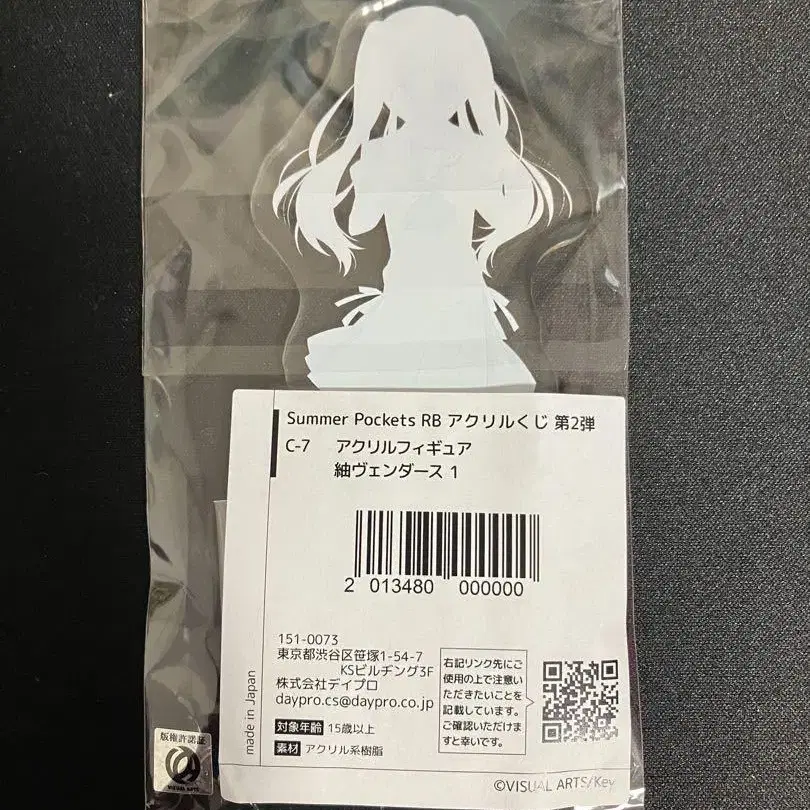 Summer Pockets RB アクリルくじ 第2弾
C-7 アクリルフィギュア
紬ヴェンダース 1
2 013480 000000
151-0073
東京都渋谷区笹塚1-54-7
KSビルヂング3F
株式会社デイプロ
daypro.cs@daypro.co.jp
対象年齢 15歳以上
素材 アクリル系樹脂
右記リンク先にご
使用の上で注意い
ただきたいことを
記載しています。
ご確認いただけま
すと幸いです。
made in Japan
版権許諾証
VISUAL ARTS
©VISUAL ARTS/Key